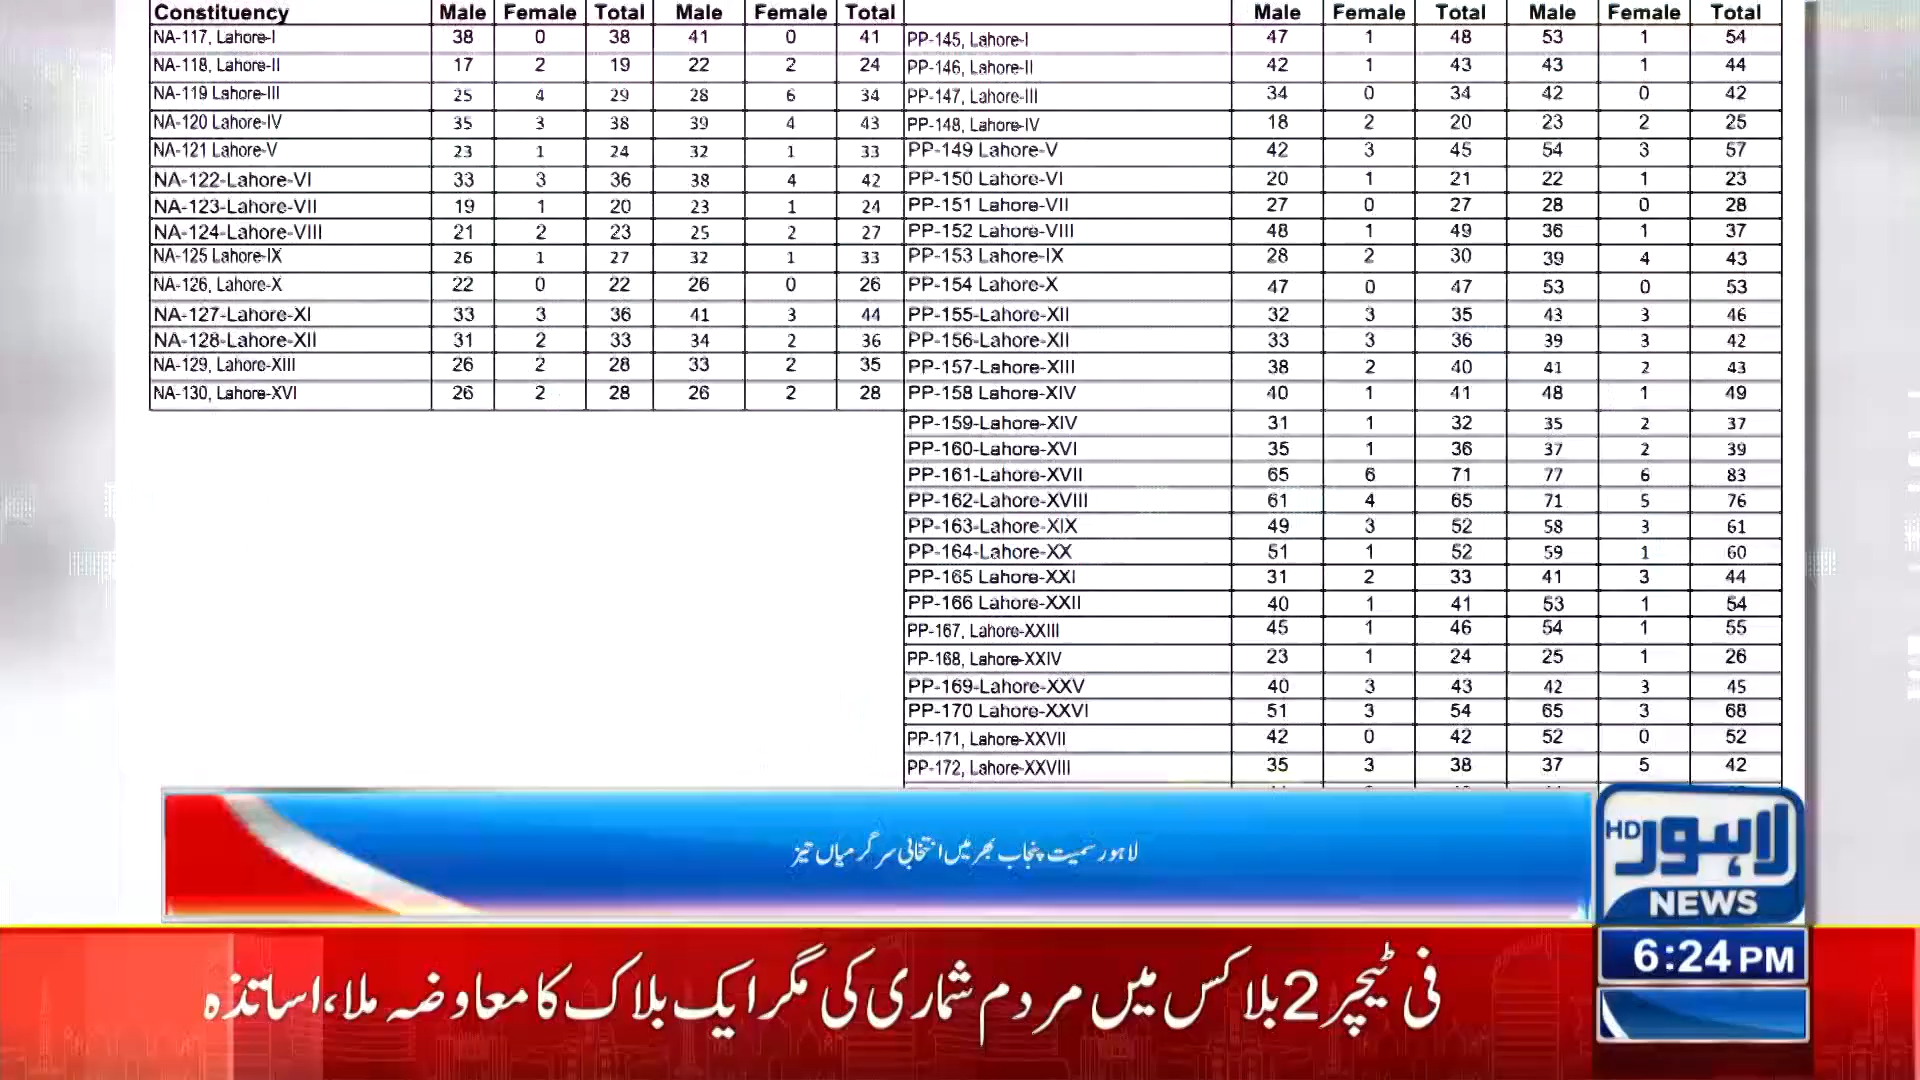 Constituency Male Female Total Male Female Total Male Female Total Male Female Total
NA-117, Lahore-I 38 0 38 41 0 41 PP-145, Lahore-I 47 1 48 53 1 54
NA-118, Lahore-II 17 2 19 22 2 24 PP-146, Lahore-II 42 1 43 43 1 44
NA-119 Lahore-III 25 4 29 28 6 34 PP-147, Lahore-III 34 0 34 42 0 42
NA-120 Lahore-IV 35 3 38 39 4 43 PP-148, Lahore-IV 18 2 20 23 2 25
NA-121 Lahore-V 23 1 24 32 1 33 PP-149 Lahore-V 42 3 45 54 3 57
NA-122-Lahore-VI 33 3 36 38 4 42 PP-150 Lahore-VI 20 1 21 22 1 23
NA-123-Lahore-VII 19 1 20 23 1 24 PP-151 Lahore-VII 27 0 27 28 0 28
NA-124-Lahore-VIII 21 2 23 25 2 27 PP-152 Lahore-VIII 48 1 49 36 1 37
NA-125 Lahore-IX 26 1 27 32 1 33 PP-153 Lahore-IX 28 2 30 39 4 43
NA-126, Lahore-X 22 0 22 26 0 26 PP-154 Lahore-X 47 0 47 53 0 53
NA-127-Lahore-XI 33 3 36 41 3 44 PP-155-Lahore-XII 32 3 35 43 3 46
NA-128-Lahore-XII 31 2 33 34 2 36 PP-156-Lahore-XII 33 3 36 39 3 42
NA-129, Lahore-XIII 26 2 28 33 2 35 PP-157-Lahore-XIII 38 2 40 41 2 43
NA-130, Lahore-XVI 26 2 28 26 2 28 PP-158-Lahore-XIV 40 1 41 48 1 49
PP-159-Lahore-XIV 31 1 32 35 2 37
PP-160-Lahore-XVI 35 1 36 37 2 39
PP-161-Lahore-XVII 65 6 71 77 6 83
PP-162-Lahore-XVIII 61 4 65 71 5 76
PP-163-Lahore-XIX 49 3 52 58 3 61
PP-164-Lahore-XX 51 1 52 59 1 60
PP-165 Lahore-XXI 31 2 33 41 3 44
PP-166 Lahore-XXII 40 1 41 53 1 54
PP-167, Lahore-XXIII 45 1 46 54 1 55
PP-168, Lahore-XXIV 23 1 24 25 1 26
PP-169-Lahore-XXV 40 3 43 42 3 45
PP-170 Lahore-XXVI 51 3 54 65 3 68
PP-171, Lahore-XXVII 42 0 42 52 0 52
PP-172, Lahore-XXVIII 35 3 38 37 5 42
لاہور سمیت پنجاب بھر میں انتخابی سرگرمیاں تیز
لاہور HD
NEWS
6:24 PM
فی ٹیچر 2 بلاکس میں مردم شماری کی مگر ایک بلاک کا معاوضہ ملا، اساتذہ